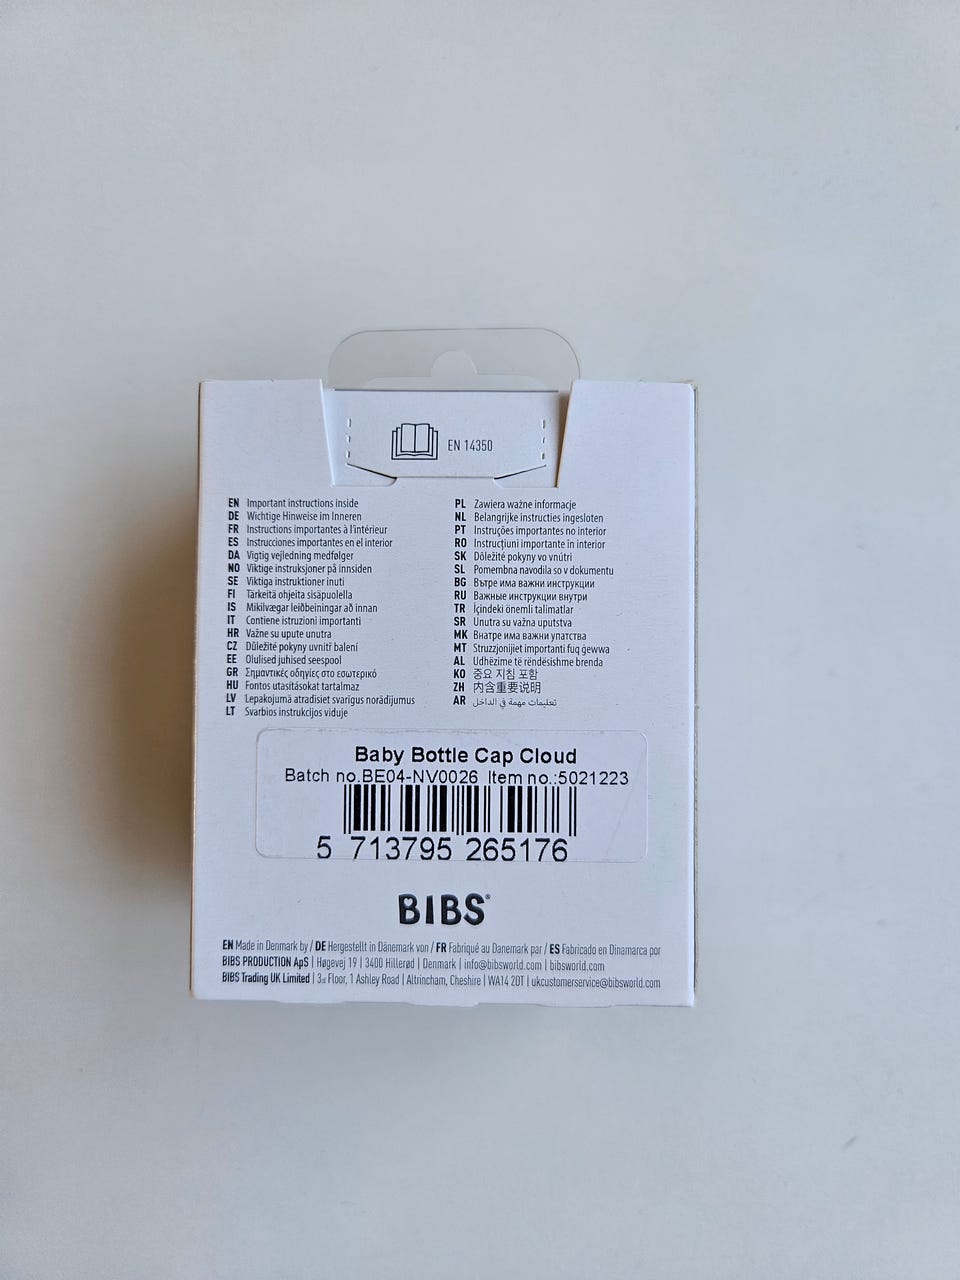 EN 14350
EN Important instructions inside
DE Wichtige Hinweise im Inneren
FR Instructions importantes à l'intérieur
ES Instrucciones importantes en el interior
DA Vigtig vejledning medfølger
NO Viktige instruksjoner på innsiden
SE Viktiga instruktioner inuti
FI Tärkeitä ohjeita sisäpuolella
IS Mikilvægar leiðbeiningar að innan
IT Contiene istruzioni importanti
HR Važne su upute unutra
CZ Důležité pokyny uvnitř balení
EE Olulised juhised seespool
GR Σημαντικές οδηγίες στο εσωτερικό
HU Fontos utasításokat tartalmaz
LV Lepakojumā atradīsiet svarīgus norādījumus
LT Svarbios instrukcijos viduje
PL Zawiera ważne informacje
NL Belangrijke instructies ingesloten
PT Instruções importantes no interior
RO Instrucțiuni importante în interior
SK Dôležité pokyny vo vnútri
SL Pomembna navodila so v dokumentu
BG Вътре има важни инструкции
RU Важные инструкции внутри
TR İçindeki önemli talimatlar
SR Unutra su važna uputstva
MK Внатре има важни упатства
MT Struzzjonijiet importanti fuq ġewwa
AL Udhëzime të rëndësishme brenda
KO 중요 지침 포함
ZH 内含重要说明
AR تعليمات مهمة في الداخل
Baby Bottle Cap Cloud
Batch no.BE04-NV0026 Item no.:5021223
5 713795 265176
BIBS®
EN Made in Denmark by / DE Hergestellt in Dänemark von / FR Fabriqué au Danemark par / ES Fabricado en Dinamarca por
BIBS PRODUCTION ApS | Høgevej 19 | 3400 Hillerød | Denmark | info@bibsworld.com | bibsworld.com
BIBS Trading UK Limited | 3rd Floor, 1 Ashley Road | Altrincham, Cheshire | WA14 2DT | ukcustomerservice@bibsworld.com